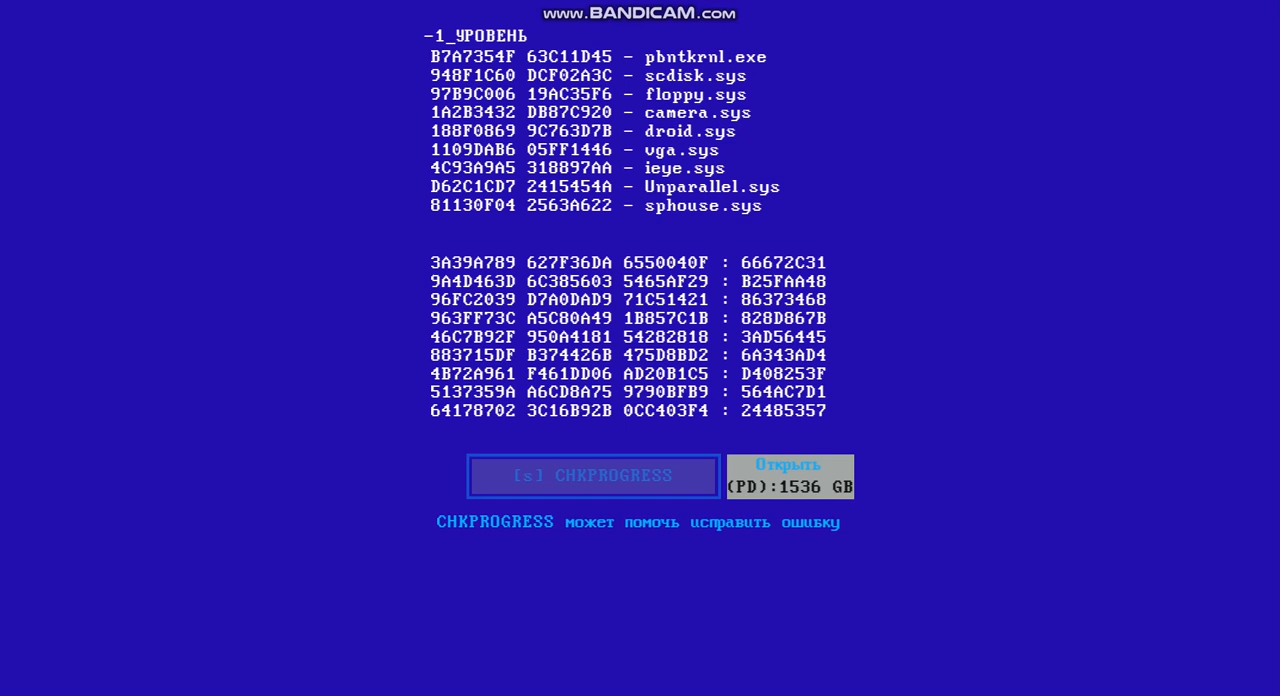 www.BANDICAM.com
-1_УРОВЕНЬ
B7A7354F 63C11D45 - pbntkrnl.exe
948F1C60 DCF02A3C - scdisk.sys
97B9C006 19AC35F6 - floppy.sys
1A2B3432 DB87C920 - camera.sys
188F0869 9C763D7B - droid.sys
1109DAB6 05FF1446 - vga.sys
4C93A9A5 318897AA - ieye.sys
D62C1CD7 2415454A - Unparallel.sys
81130F04 2563A622 - sphouse.sys
3A39A789 627F36DA 6550040F : 66672C31
9A4D463D 6C385603 5465AF29 : B25FAA48
96FC2039 D7A0DAD9 71C51421 : 86373468
963FF73C A5C80A49 1B857C1B : 828D867B
46C7B92F 950A4181 54282818 : 3AD56445
883715DF B374426B 475D8BD2 : 6A343AD4
4B72A961 F461DD06 AD20B1C5 : D408253F
5137359A A6CD8A75 9790BFB9 : 564AC7D1
64178702 3C16B92B 0CC403F4 : 24485357
[s] CHKPROGRESS
Открыть
(PD):1536 GB
CHKPROGRESS может помочь исправить ошибку